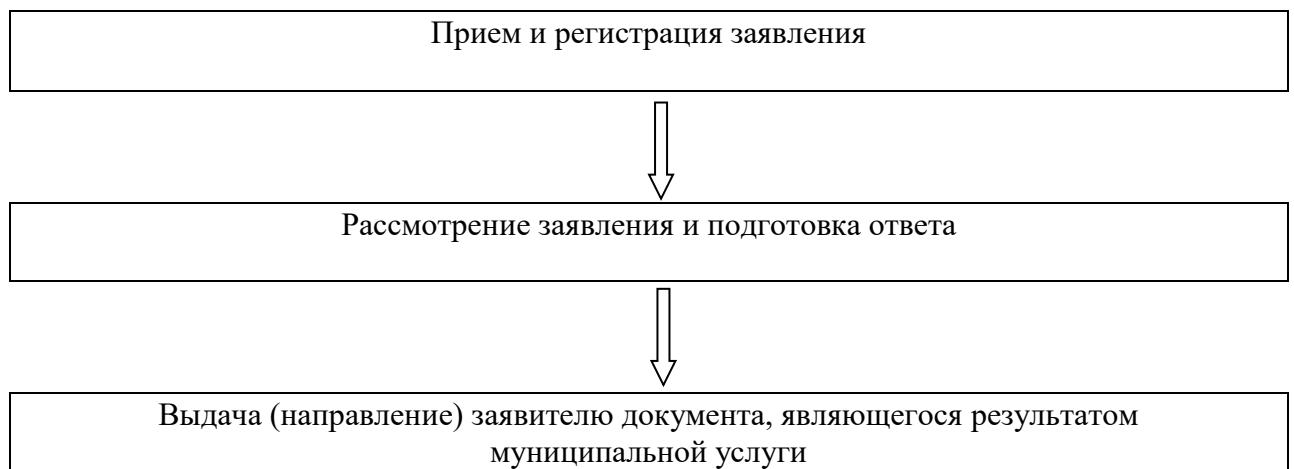 Прием и регистрация заявления
Рассмотрение заявления и подготовка ответа
Выдача (направление) заявителю документа, являющегося результатом
муниципальной услуги